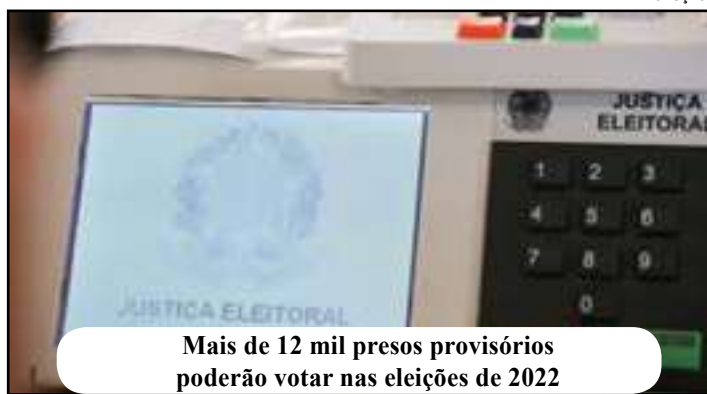 JUSTIÇA
ELEITORAL
1 2 3
4 5 6
7 8 9
0
JUSTIÇA ELEITORAL
Mais de 12 mil presos provisórios
poderão votar nas eleições de 2022